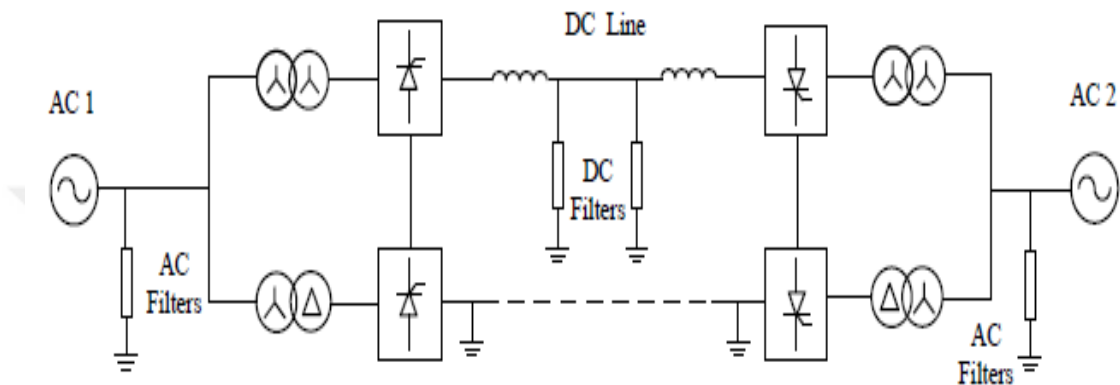 DC Line
AC 1
AC 2
DC
Filters
AC
Filters
AC
Filters